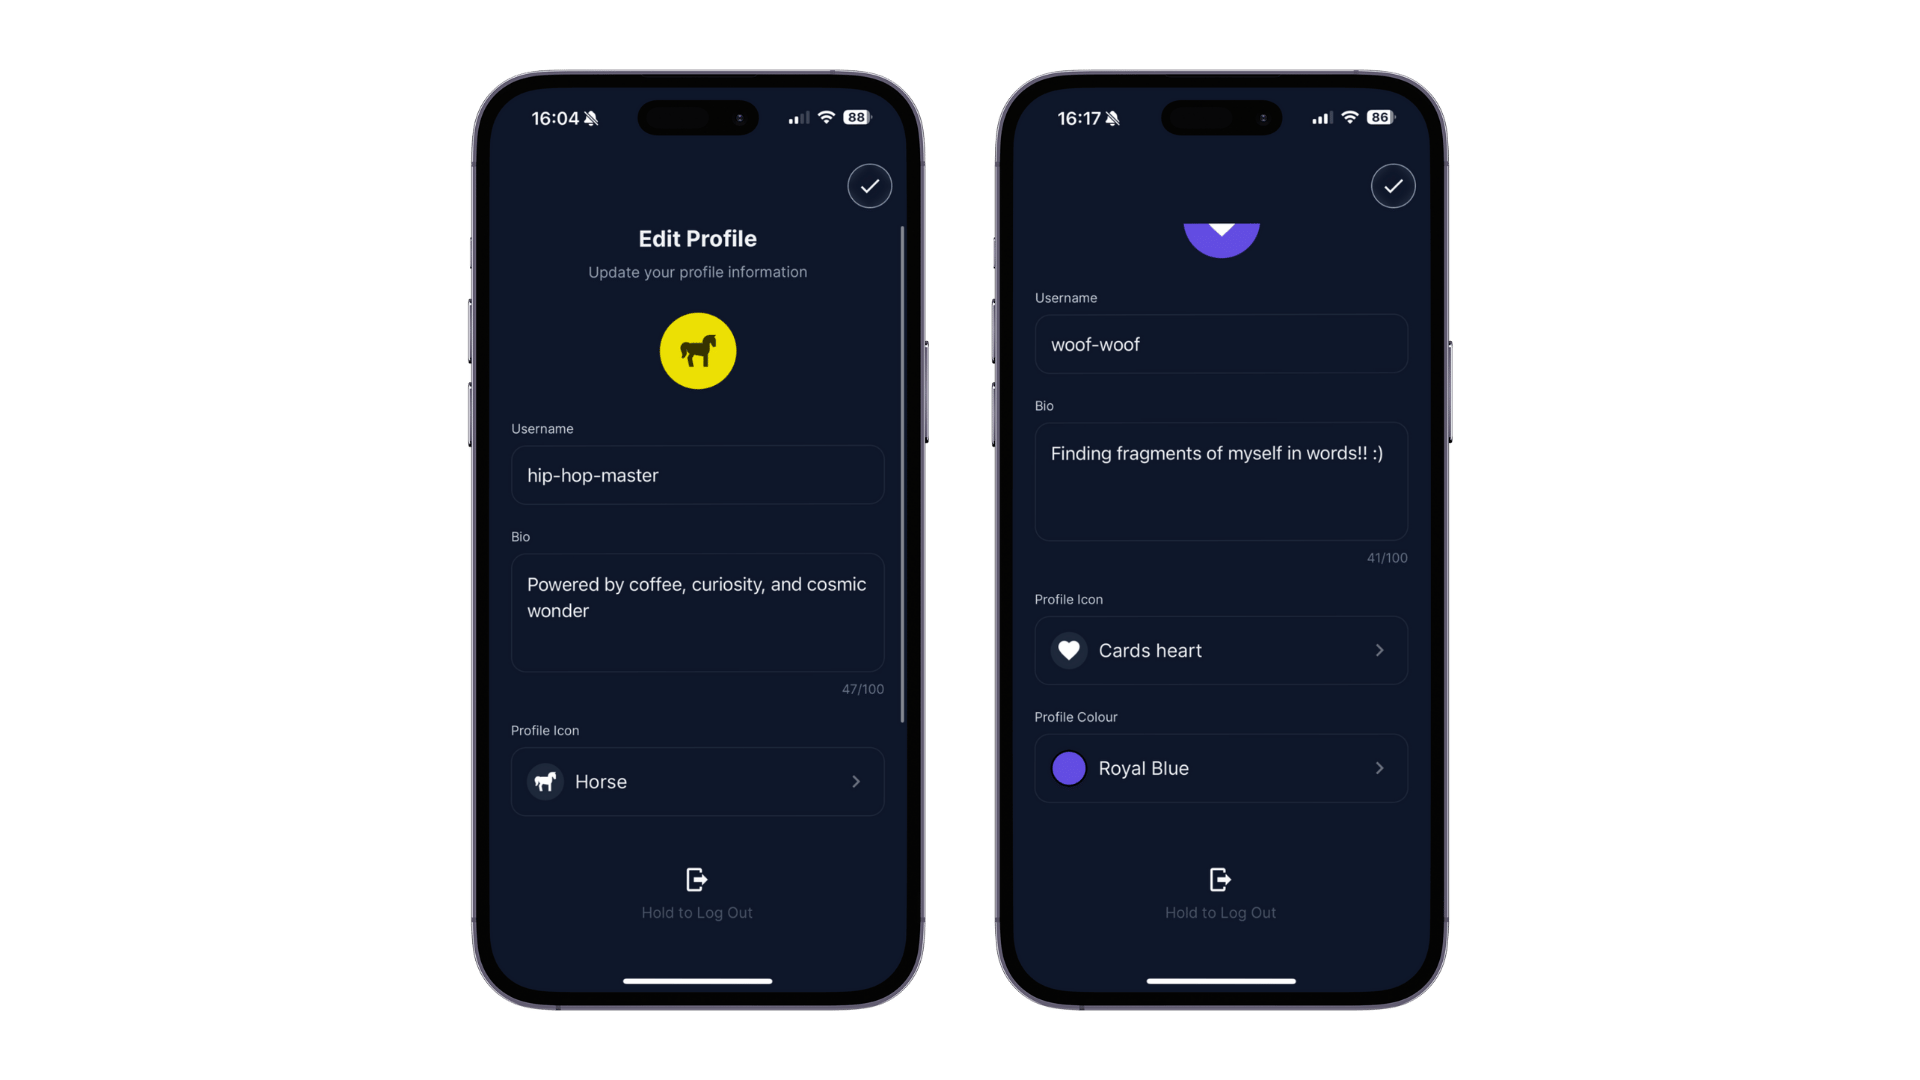 16:04
88
Edit Profile
Update your profile information
Username
hip-hop-master
Bio
Powered by coffee, curiosity, and cosmic
wonder
47/100
Profile Icon
Horse
Hold to Log Out
16:17
86
Username
woof-woof
Bio
Finding fragments of myself in words!! :)
41/100
Profile Icon
Cards heart
Profile Colour
Royal Blue
Hold to Log Out